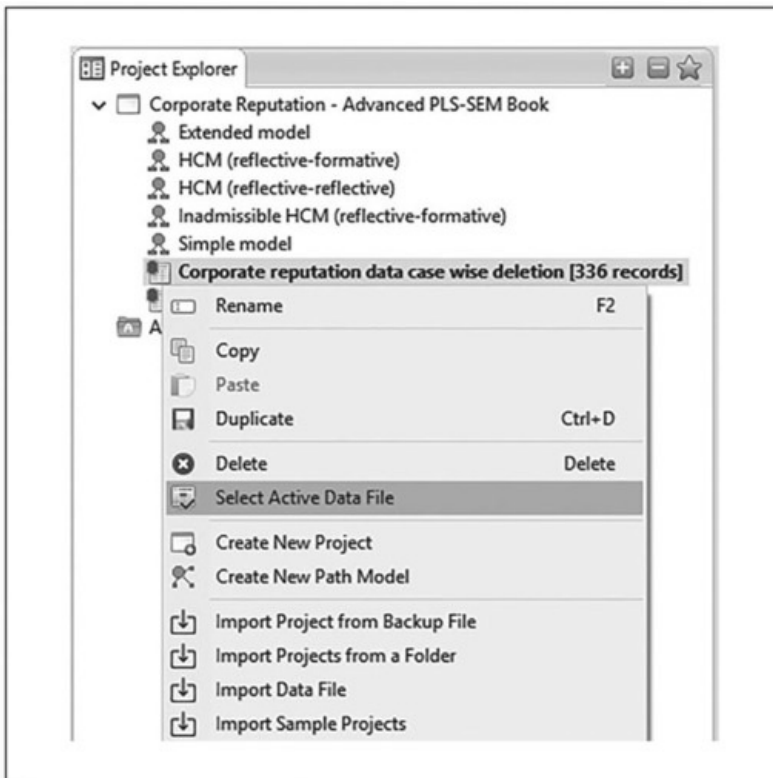 Project Explorer
Corporate Reputation - Advanced PLS-SEM Book
Extended model
HCM (reflective-formative)
HCM (reflective-reflective)
Inadmissible HCM (reflective-formative)
Simple model
Corporate reputation data case wise deletion [336 records]
Rename F2
A
Copy
Paste
Duplicate Ctrl+D
Delete Delete
Select Active Data File
Create New Project
Create New Path Model
Import Project from Backup File
Import Projects from a Folder
Import Data File
Import Sample Projects